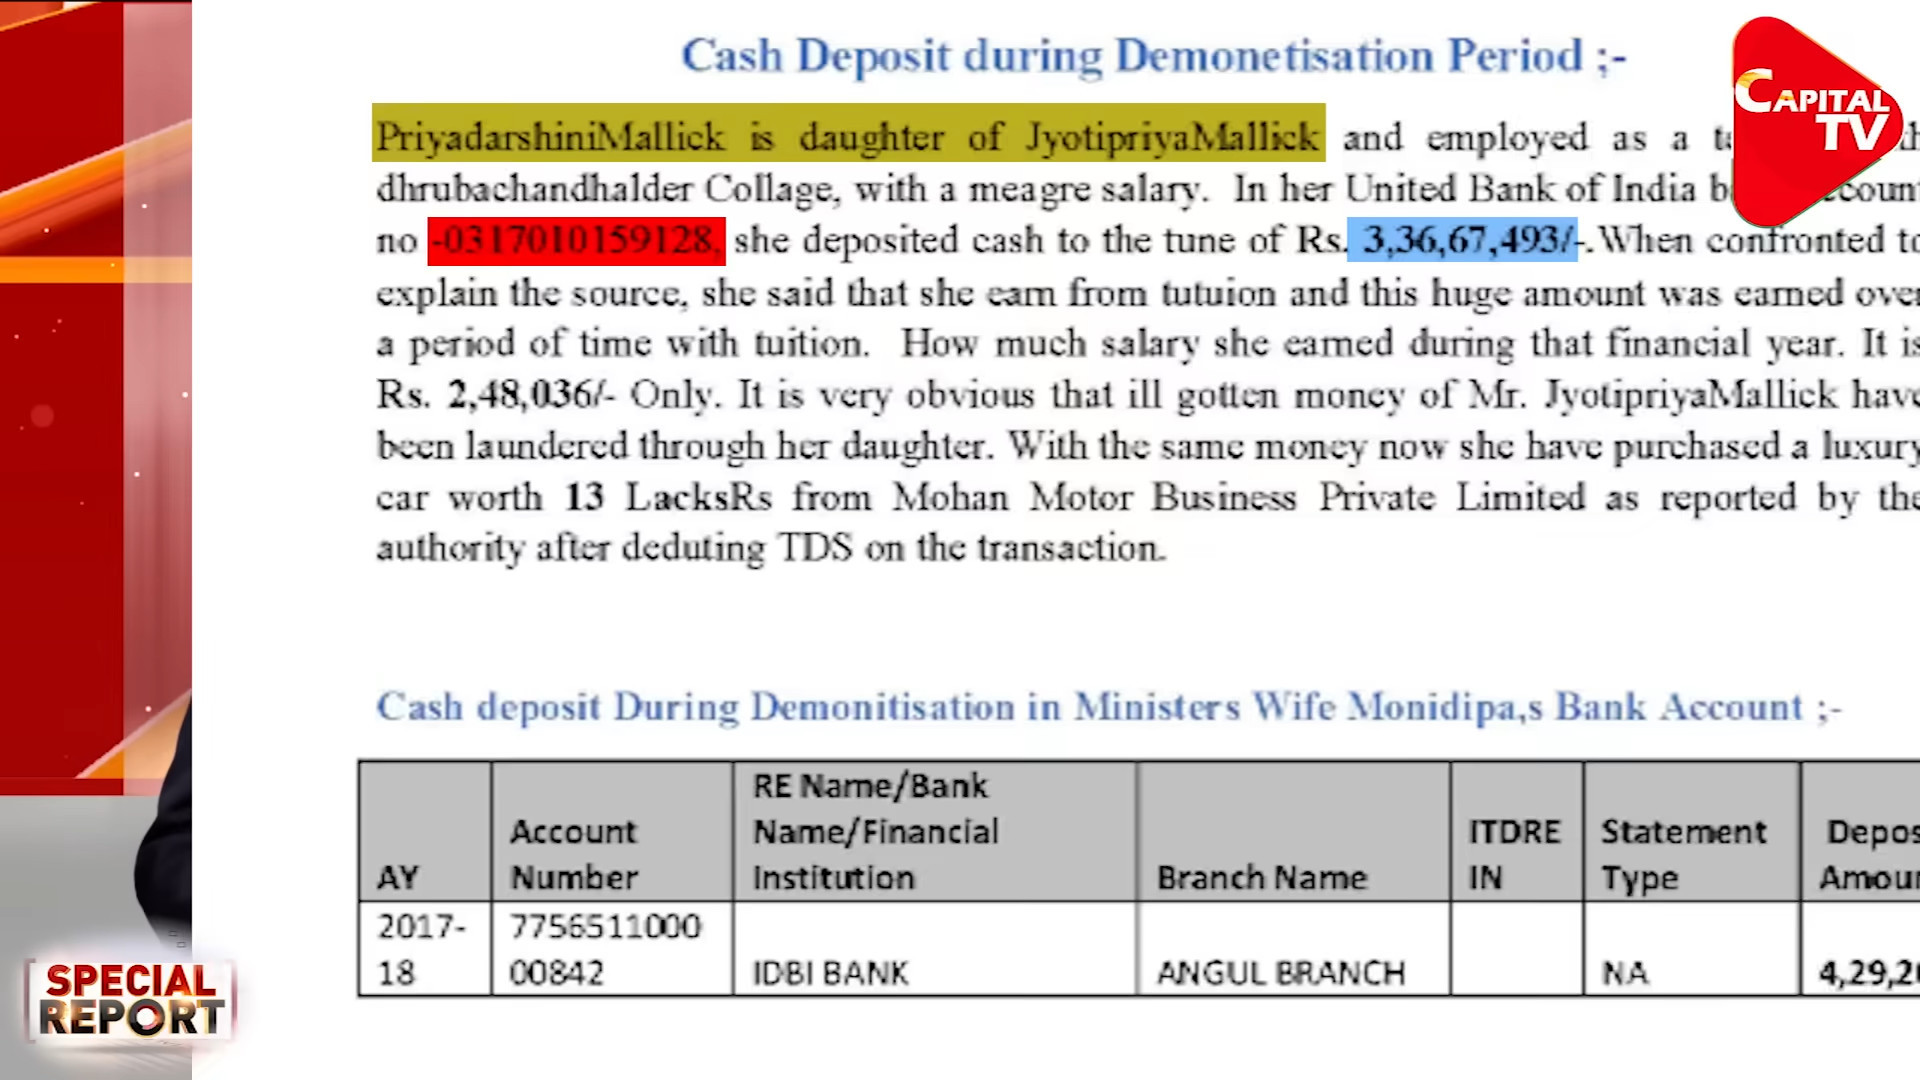 Cash Deposit during Demonetisation Period ;-
CAPITAL
TV
PriyadarshiniMallick is daughter of JyotipriyaMallick and employed as a
dhrubachandhalder Collage, with a meagre salary. In her United Bank of India
no -0317010159128, she deposited cash to the tune of Rs. 3,36,67,493/-. When confronted to
explain the source, she said that she earn from tutuion and this huge amount was earned over
a period of time with tuition. How much salary she earned during that financial year. It is
Rs. 2,48,036/- Only. It is very obvious that ill gotten money of Mr. JyotipriyaMallick have
been laundered through her daughter. With the same money now she have purchased a luxury
car worth 13 LacksRs from Mohan Motor Business Private Limited as reported by the
authority after deduting TDS on the transaction.
Cash deposit During Demonitisation in Ministers Wife Monidipa,s Bank Account ;-
AY
Account
Number
RE Name/Bank
Name/Financial
Institution
Branch Name
ITDRE
IN
Statement
Type
2017-
18
7756511000
00842
IDBI BANK
ANGUL BRANCH
NA
SPECIAL
REPORT